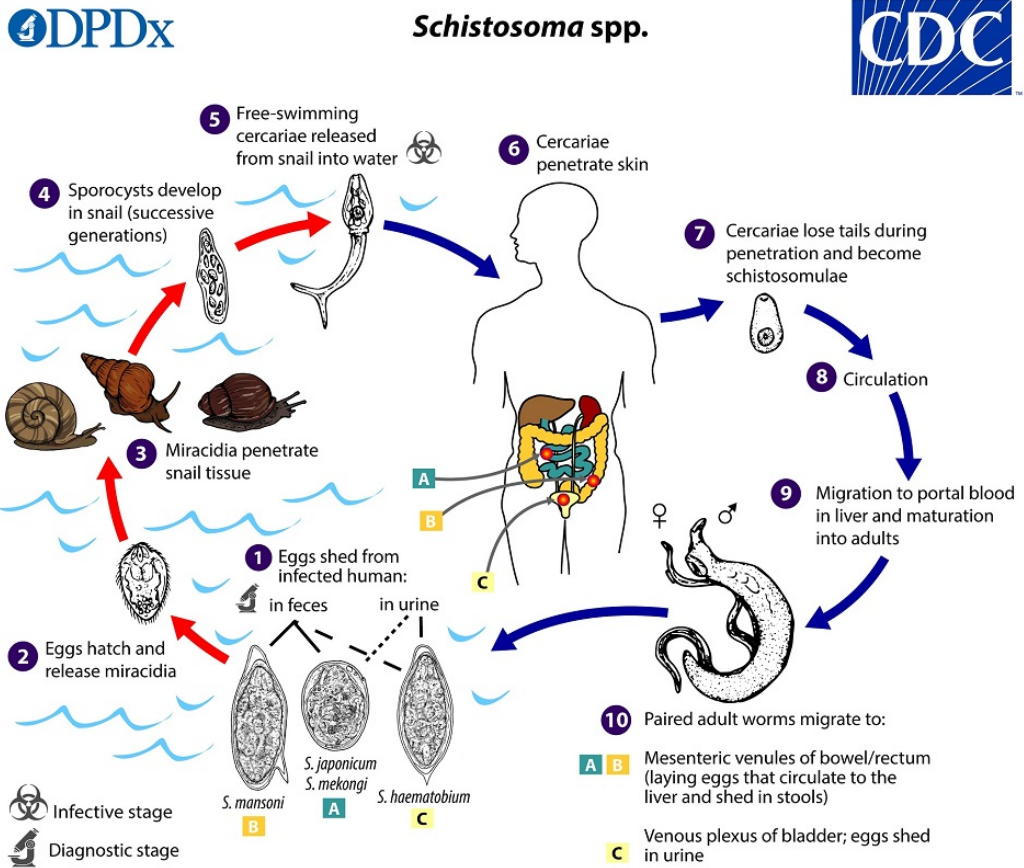 DPDx
Schistosoma spp.
CDC
TM
5
Free-swimming
cercariae released
from snail into water
6
Cercariae
penetrate skin
4
Sporocysts develop
in snail (successive
generations)
7
Cercariae lose tails during
penetration and become
schistosomulae
8
Circulation
3
Miracidia penetrate
snail tissue
A
B
C
9
Migration to portal blood
in liver and maturation
into adults
♀ ♂
1
Eggs shed from
infected human:
in feces
in urine
2
Eggs hatch and
release miracidia
S. mansoni
B
S. japonicum
S. mekongi
A
S. haematobium
C
10
Paired adult worms migrate to:
A B
Mesenteric venules of bowel/rectum
(laying eggs that circulate to the
liver and shed in stools)
C
Venous plexus of bladder; eggs shed
in urine
Infective stage
Diagnostic stage